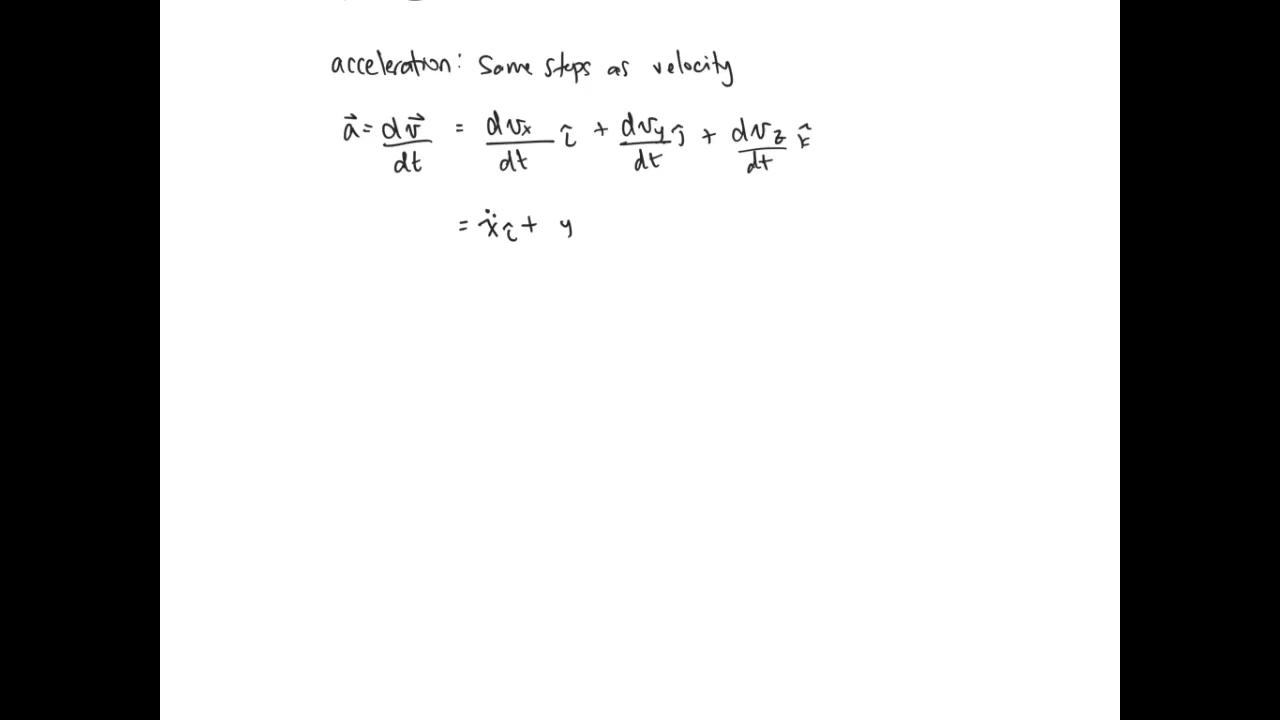 acceleration: Same steps as velocity
a⃗ = dv⃗/dt = dvx/dt î + dvy/dt ĵ + dvz/dt k̂
= ẍ î + y